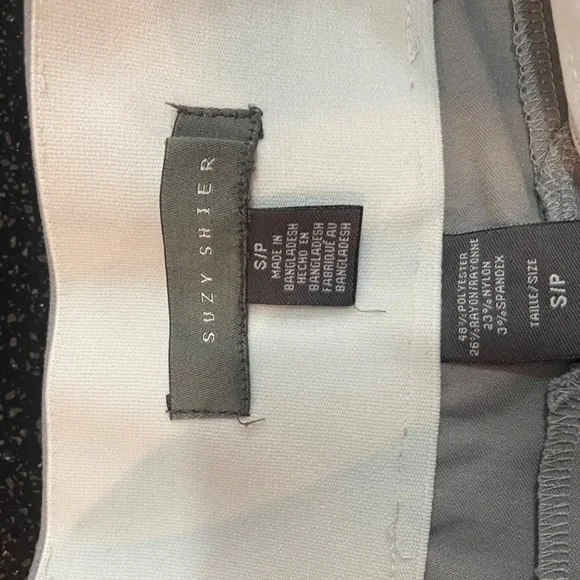 SUZY SHIER
S/P
MADE IN
BANGLADESH
HECHO EN
BANGLADESH
FABRIQUÉ AU
BANGLADESH
48%POLYESTER
26%RAYON/RAYONNE
23%NYLON
3%SPANDEX
TAILLE/SIZE
S/P